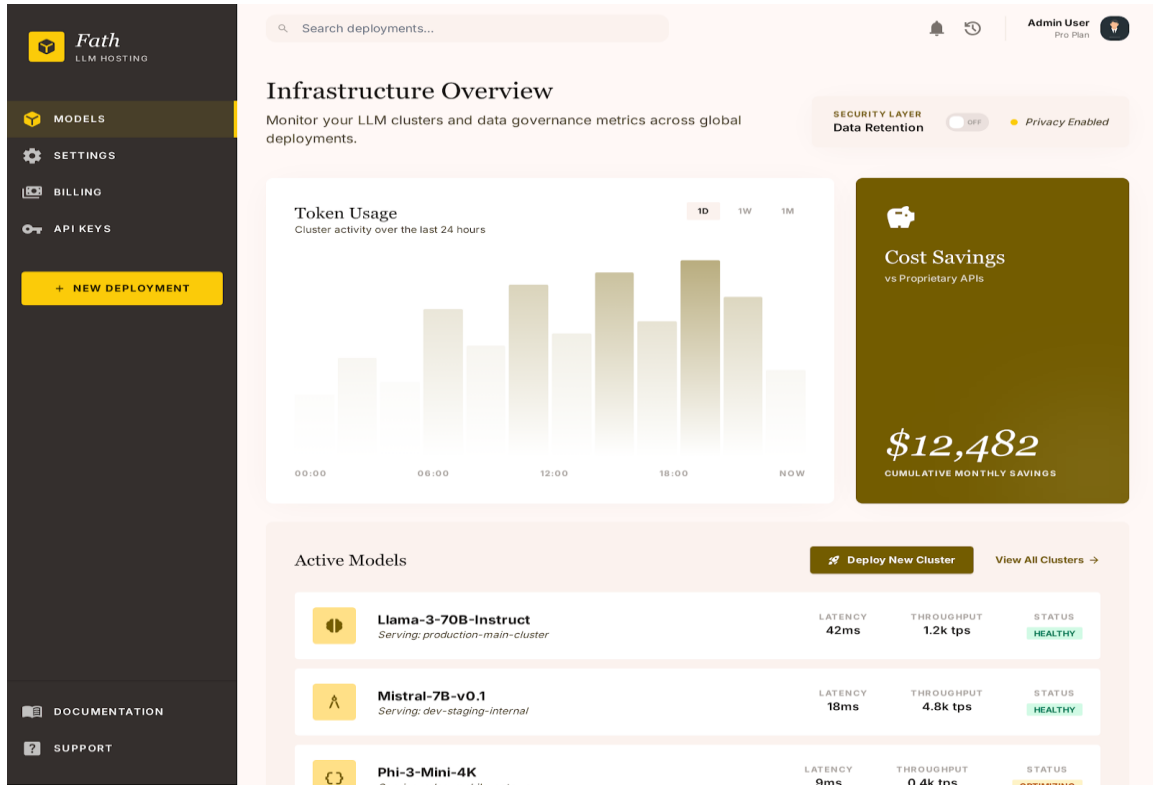 Fath
LLM HOSTING
MODELS
SETTINGS
BILLING
API KEYS
+ NEW DEPLOYMENT
DOCUMENTATION
SUPPORT
Search deployments...
Admin User
Pro Plan
Infrastructure Overview
Monitor your LLM clusters and data governance metrics across global
deployments.
SECURITY LAYER
Data Retention
OFF
Privacy Enabled
Token Usage
Cluster activity over the last 24 hours
1D 1W 1M
00:00 06:00 12:00 18:00 NOW
Cost Savings
vs Proprietary APIs
$12,482
CUMULATIVE MONTHLY SAVINGS
Active Models
Deploy New Cluster
View All Clusters →
Llama-3-70B-Instruct
Serving: production-main-cluster
LATENCY
42ms
THROUGHPUT
1.2k tps
STATUS
HEALTHY
Mistral-7B-v0.1
Serving: dev-staging-internal
LATENCY
18ms
THROUGHPUT
4.8k tps
STATUS
HEALTHY
Phi-3-Mini-4K
LATENCY
9ms
THROUGHPUT
0.4k tps
STATUS
OPTIMIZING